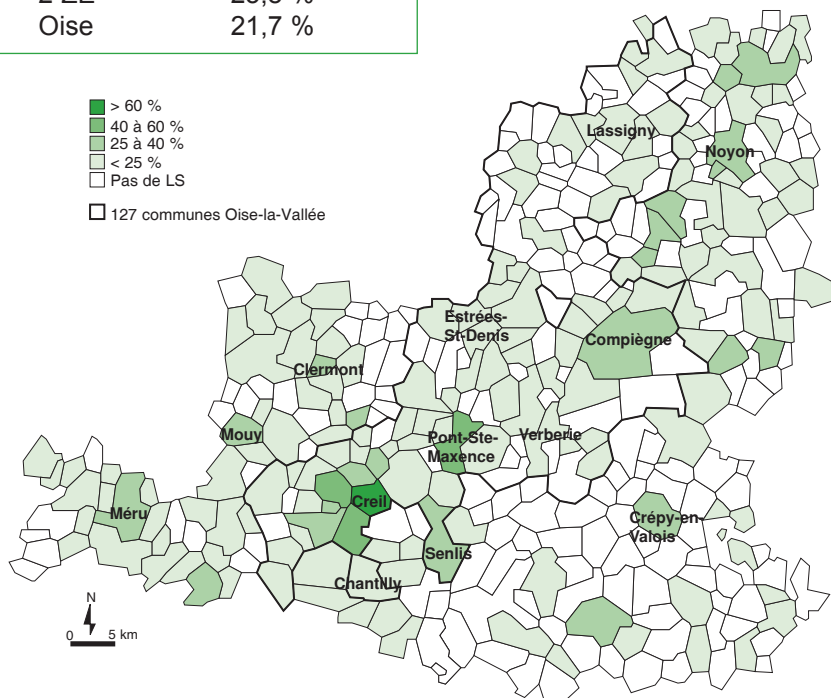 Oise 21,7 %
> 60 %
40 à 60 %
25 à 40 %
< 25 %
Pas de LS
127 communes Oise-la-Vallée
Lassigny
Noyon
Estrées-
St-Denis
Compiègne
Clermont
Mouy
Pont-Ste-
Maxence
Verberie
Creil
Méru
Crépy-en-
Valois
Senlis
Chantilly
N
0 5 km